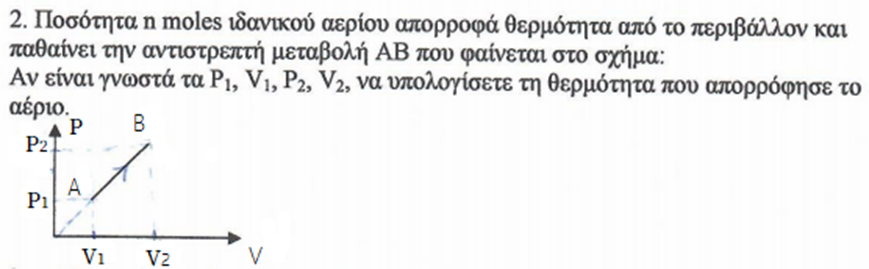 2. Ποσότητα n moles ιδανικού αερίου απορροφά θερμότητα από το περιβάλλον και
παθαίνει την αντιστρεπτή μεταβολή ΑΒ που φαίνεται στο σχήμα:
Αν είναι γνωστά τα P₁, V₁, P₂, V₂, να υπολογίσετε τη θερμότητα που απορρόφησε το
αέριο.
P B
P2
A
P1
V1 V2 V